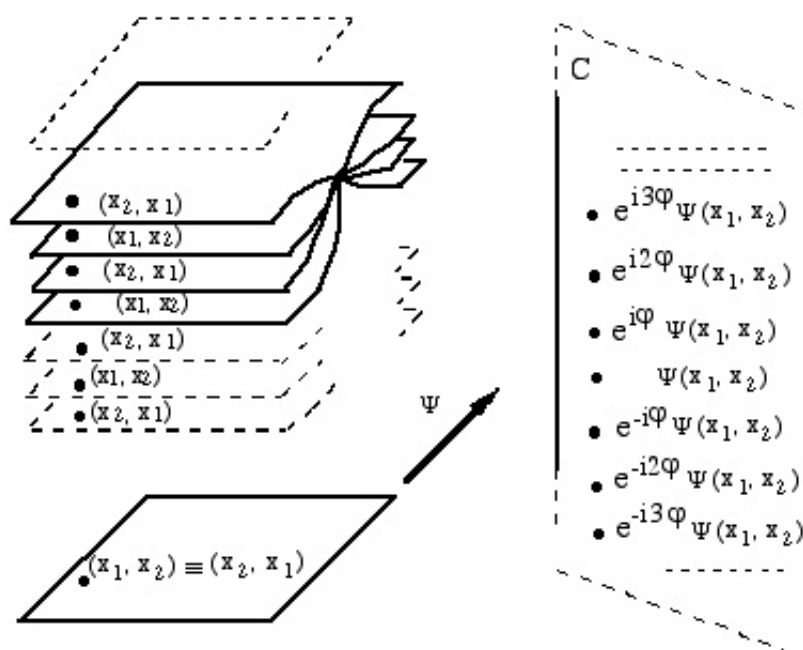 (x₂, x₁)
(x₁, x₂)
(x₂, x₁)
(x₁, x₂)
(x₂, x₁)
(x₁, x₂)
(x₂, x₁)
(x₁, x₂) ≡ (x₂, x₁)
Ψ
C
e^{i3φ} Ψ(x₁, x₂)
e^{i2φ} Ψ(x₁, x₂)
e^{iφ} Ψ(x₁, x₂)
Ψ(x₁, x₂)
e^{-iφ} Ψ(x₁, x₂)
e^{-i2φ} Ψ(x₁, x₂)
e^{-i3φ} Ψ(x₁, x₂)